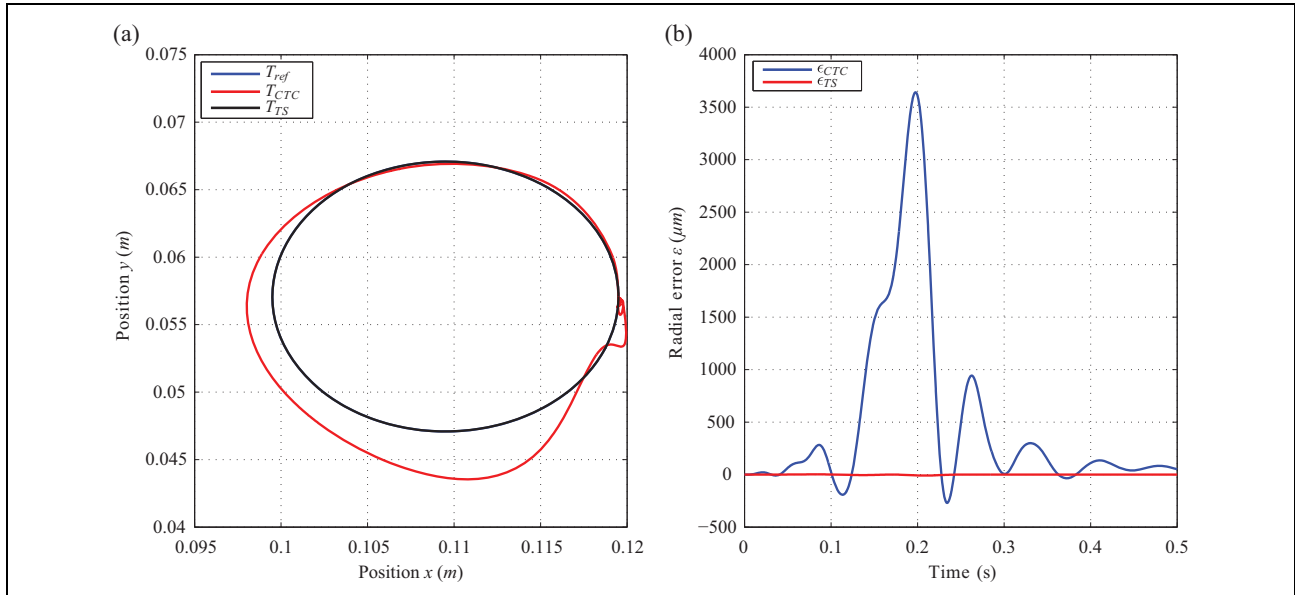 (a)
0.075
0.07
0.065
0.06
0.055
0.05
0.045
0.04
Position y (m)
T_ref
T_CTC
T_TS
0.095
0.1
0.105
0.11
0.115
0.12
Position x (m)
(b)
4000
3500
3000
2500
2000
1500
1000
500
0
−500
Radial error ε (μm)
ϵ_CTC
ϵ_TS
0
0.1
0.2
0.3
0.4
0.5
Time (s)